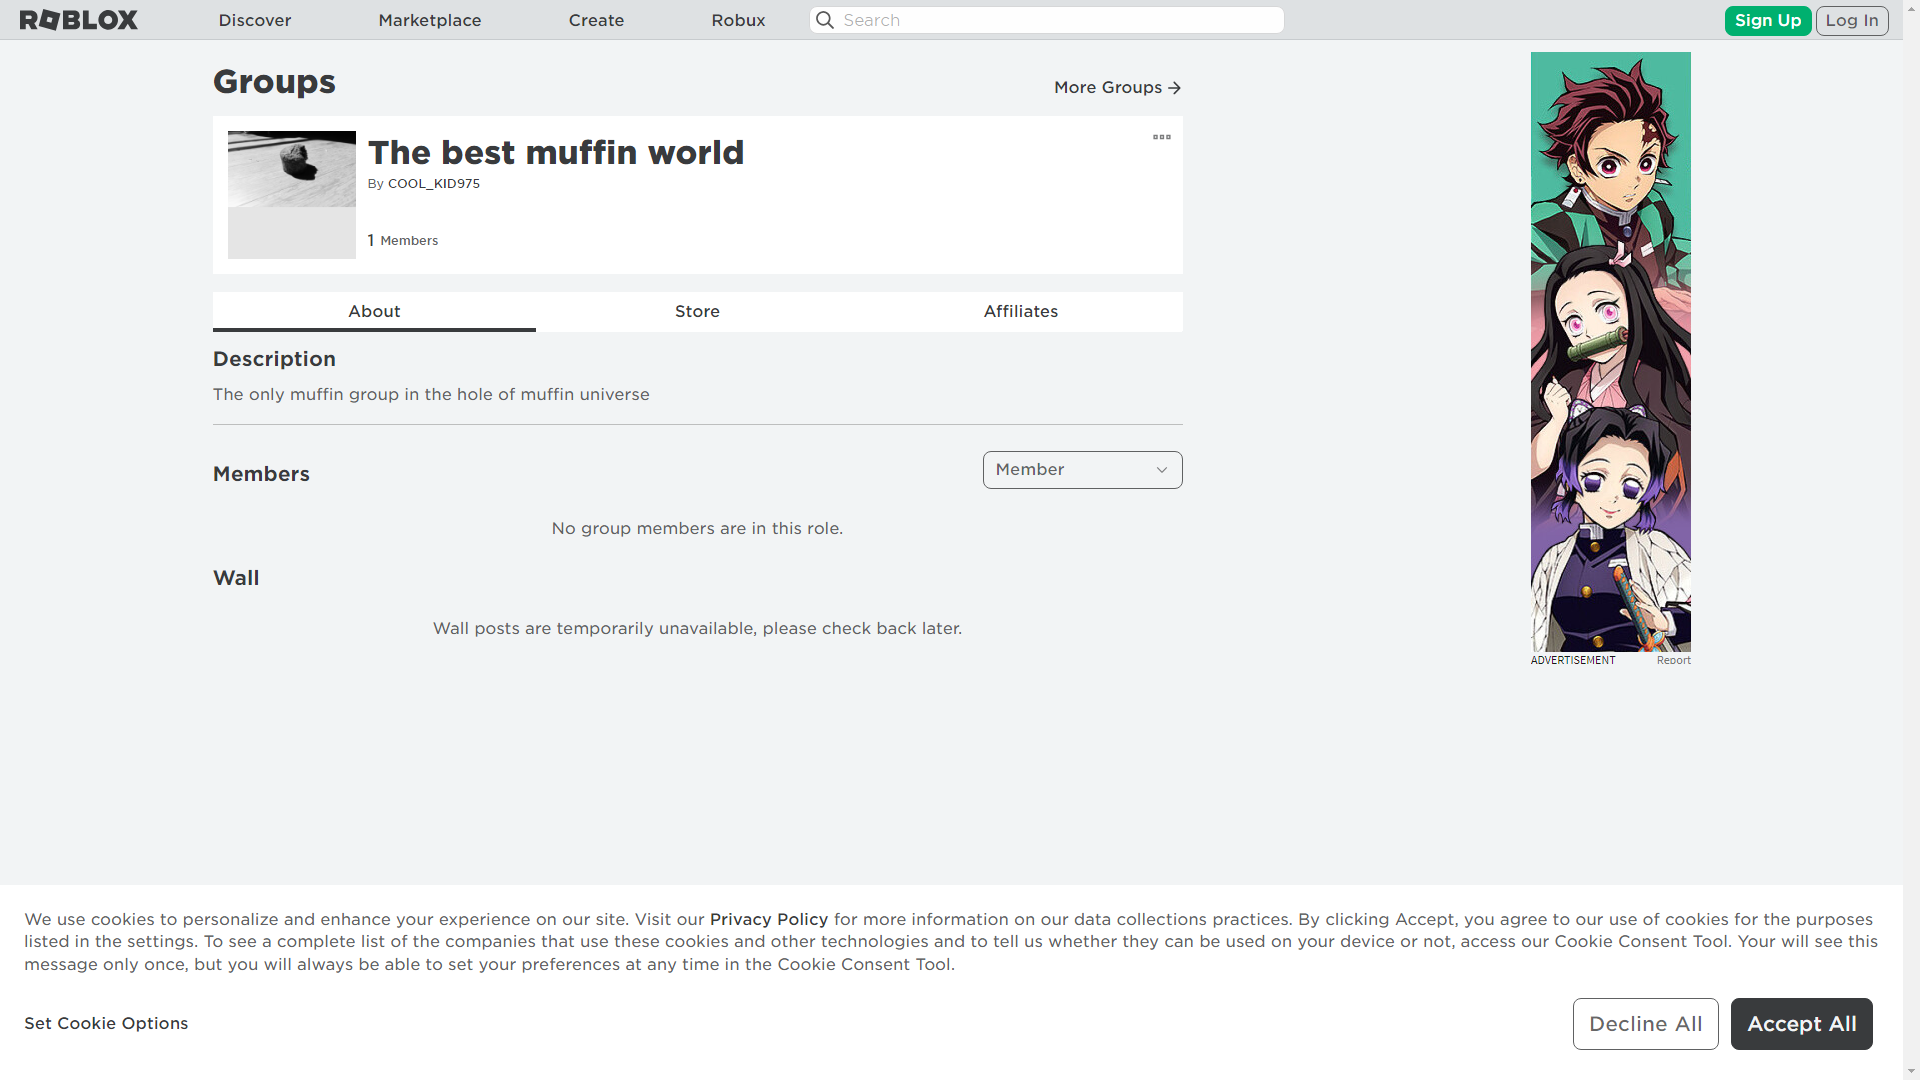 ROBLOX
Discover
Marketplace
Create
Robux
Search
Sign Up
Log In
Groups
More Groups
The best muffin world
By COOL_KID975
1 Members
About
Store
Affiliates
Description
The only muffin group in the hole of muffin universe
Members
Member
No group members are in this role.
Wall
Wall posts are temporarily unavailable, please check back later.
ADVERTISEMENT
Report
We use cookies to personalize and enhance your experience on our site. Visit our Privacy Policy for more information on our data collections practices. By clicking Accept, you agree to our use of cookies for the purposes
listed in the settings. To see a complete list of the companies that use these cookies and other technologies and to tell us whether they can be used on your device or not, access our Cookie Consent Tool. Your will see this
message only once, but you will always be able to set your preferences at any time in the Cookie Consent Tool.
Set Cookie Options
Decline All
Accept All